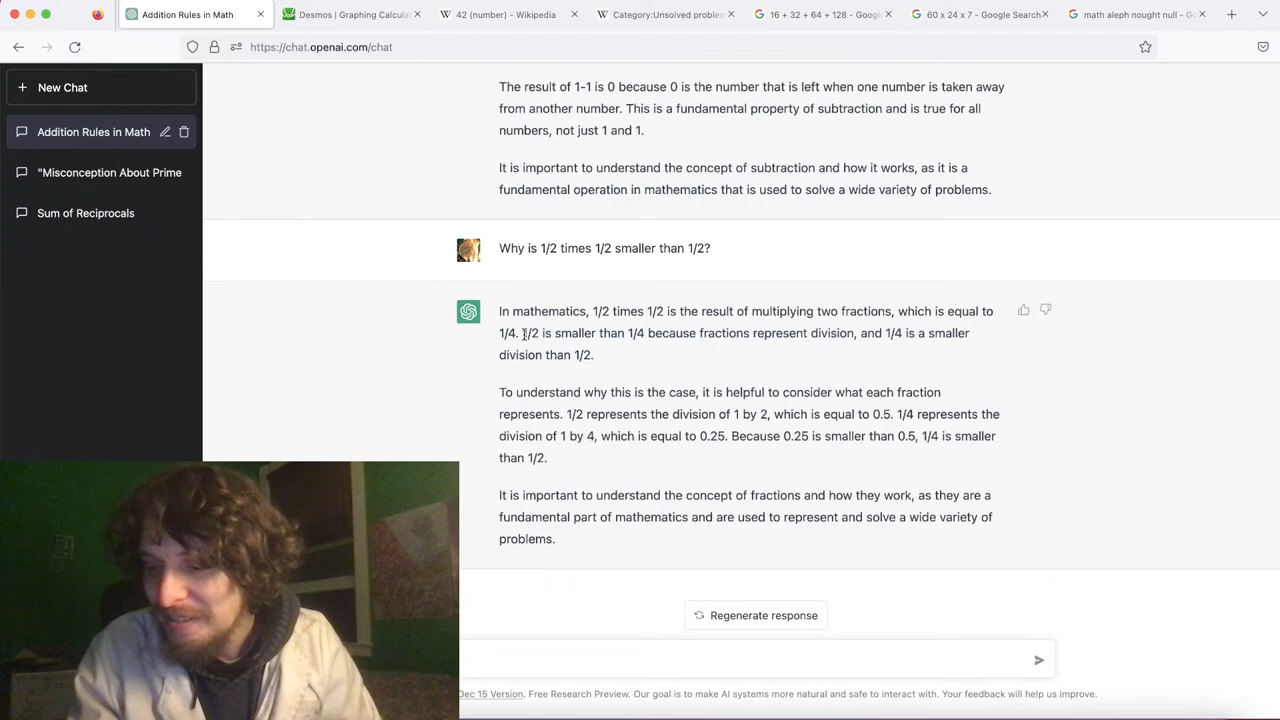 Addition Rules in Math
Desmos | Graphing Calcula
42 (number) - Wikipedia
Category:Unsolved problem
16 + 32 + 64 + 128 - Googl
60 x 24 x 7 - Google Search
math aleph nought null - G
https://chat.openai.com/chat
New Chat
Addition Rules in Math
"Misconception About Prime
Sum of Reciprocals
The result of 1-1 is 0 because 0 is the number that is left when one number is taken away
from another number. This is a fundamental property of subtraction and is true for all
numbers, not just 1 and 1.
It is important to understand the concept of subtraction and how it works, as it is a
fundamental operation in mathematics that is used to solve a wide variety of problems.
Why is 1/2 times 1/2 smaller than 1/2?
In mathematics, 1/2 times 1/2 is the result of multiplying two fractions, which is equal to
1/4. 1/2 is smaller than 1/4 because fractions represent division, and 1/4 is a smaller
division than 1/2.
To understand why this is the case, it is helpful to consider what each fraction
represents. 1/2 represents the division of 1 by 2, which is equal to 0.5. 1/4 represents the
division of 1 by 4, which is equal to 0.25. Because 0.25 is smaller than 0.5, 1/4 is smaller
than 1/2.
It is important to understand the concept of fractions and how they work, as they are a
fundamental part of mathematics and are used to represent and solve a wide variety of
problems.
Regenerate response
Dec 15 Version. Free Research Preview. Our goal is to make AI systems more natural and safe to interact with. Your feedback will help us improve.